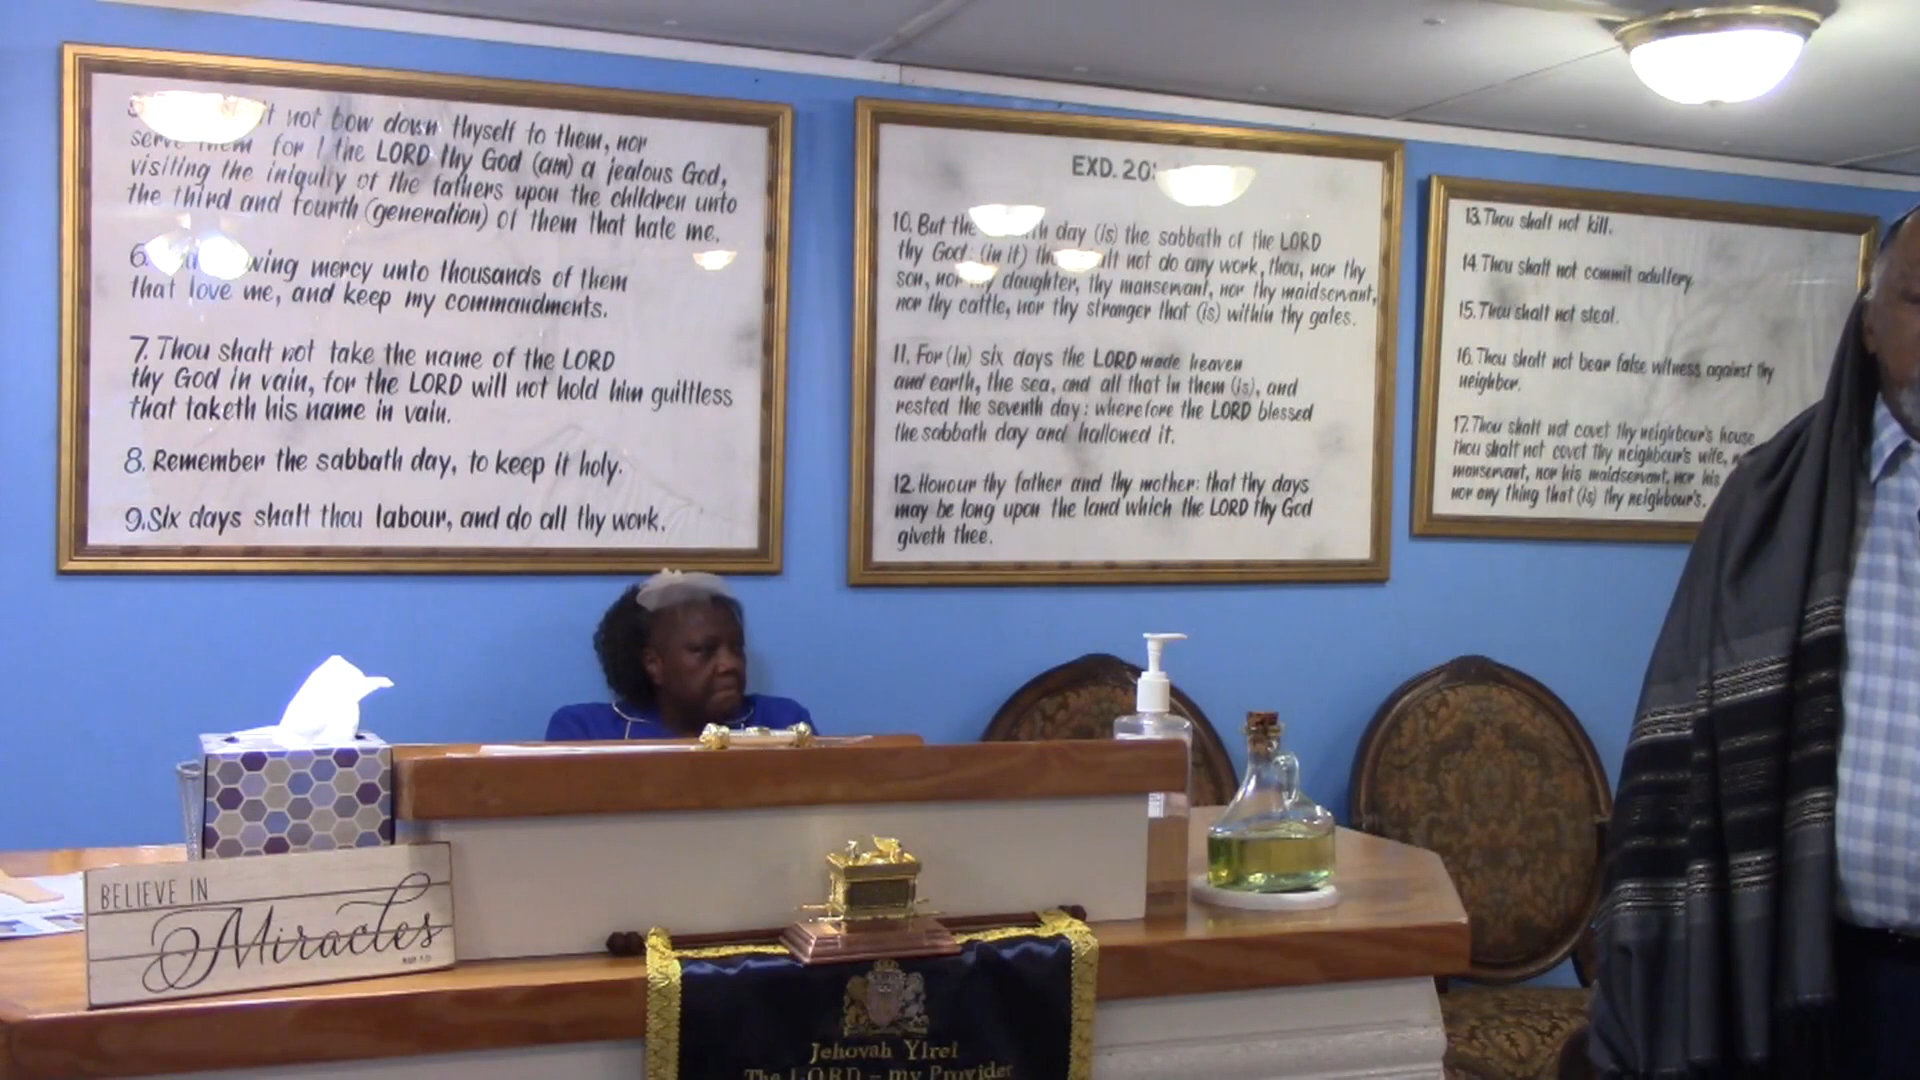 not bow down thyself to them, nor
serve them for I the LORD thy God (am) a jealous God,
visiting the iniquity of the fathers upon the children unto
the third and fourth (generation) of them that hate me.
6. mercy unto thousands of them
that love me, and keep my commandments.
7. Thou shalt not take the name of the LORD
thy God in vain, for the LORD will not hold him guiltless
that taketh his name in vain.
8. Remember the sabbath day, to keep it holy.
9. Six days shalt thou labour, and do all thy work.
EXD. 20:
10. But the day (is) the sabbath of the LORD
thy God: (in it) not do any work, thou, nor thy
son, nor thy daughter, thy manservant, nor thy maidservant,
nor thy cattle, nor thy stranger that (is) within thy gates.
11. For (in) six days the LORD made heaven
and earth, the sea, and all that in them (is), and
rested the seventh day: wherefore the LORD blessed
the sabbath day and hallowed it.
12. Honour thy father and thy mother: that thy days
may be long upon the land which the LORD thy God
giveth thee.
13. Thou shalt not kill.
14. Thou shalt not commit adultery.
15. Thou shalt not steal.
16. Thou shalt not bear false witness against thy
neighbor.
17. Thou shalt not covet thy neighbour's house
Thou shalt not covet thy neighbour's wife,
manservant, nor his maidservant, nor his
nor any thing that (is) thy neighbour's.
BELIEVE IN
Miracles
Jehovah Yirei
The LORD - my Provider